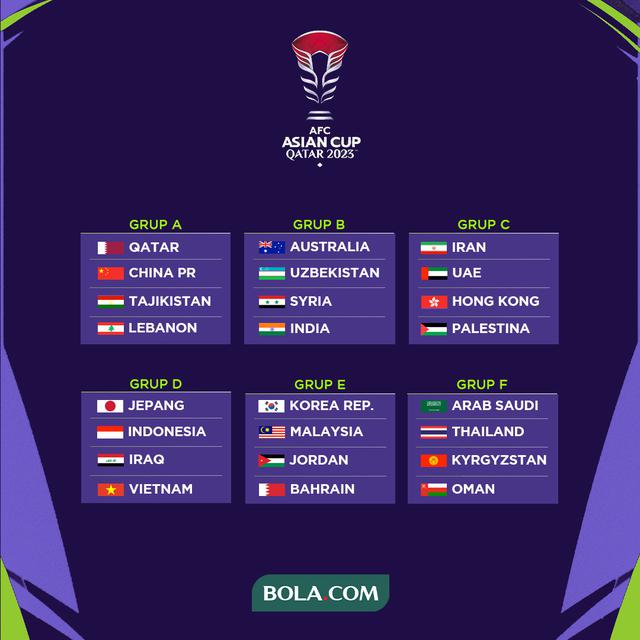 AFC
ASIAN CUP
QATAR 2023
GRUP A
QATAR
CHINA PR
TAJIKISTAN
LEBANON
GRUP B
AUSTRALIA
UZBEKISTAN
SYRIA
INDIA
GRUP C
IRAN
UAE
HONG KONG
PALESTINA
GRUP D
JEPANG
INDONESIA
IRAQ
VIETNAM
GRUP E
KOREA REP.
MALAYSIA
JORDAN
BAHRAIN
GRUP F
ARAB SAUDI
THAILAND
KYRGYZSTAN
OMAN
BOLA.COM